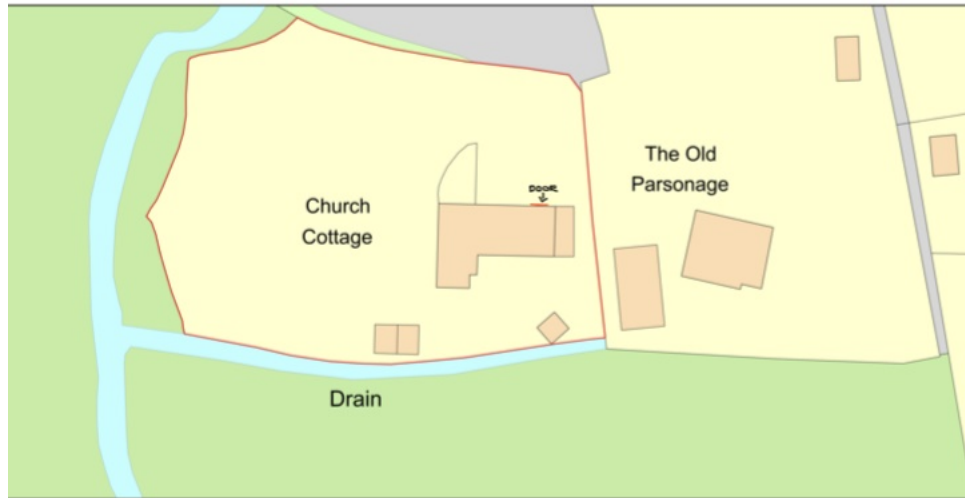 DOOR
The Old
Parsonage
Church
Cottage
Drain